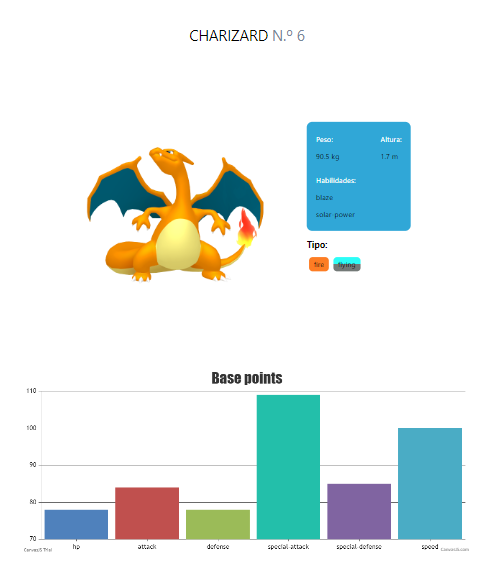 CHARIZARD N.º 6
Peso: Altura:
90.5 kg 1.7 m
Habilidades:
blaze
solar power
Tipo:
fire flying
Base points
110
100
90
80
70
hp attack defense special-attack special-defense speed
CanvasJS Trial CanvasJS.com